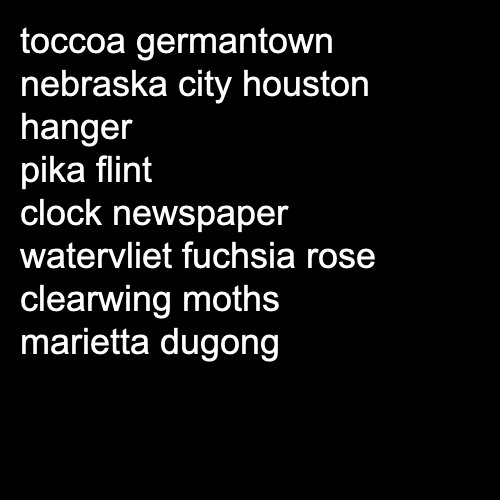 toccoa germantown
nebraska city houston
hanger
pika flint
clock newspaper
watervliet fuchsia rose
clearwing moths
marietta dugong